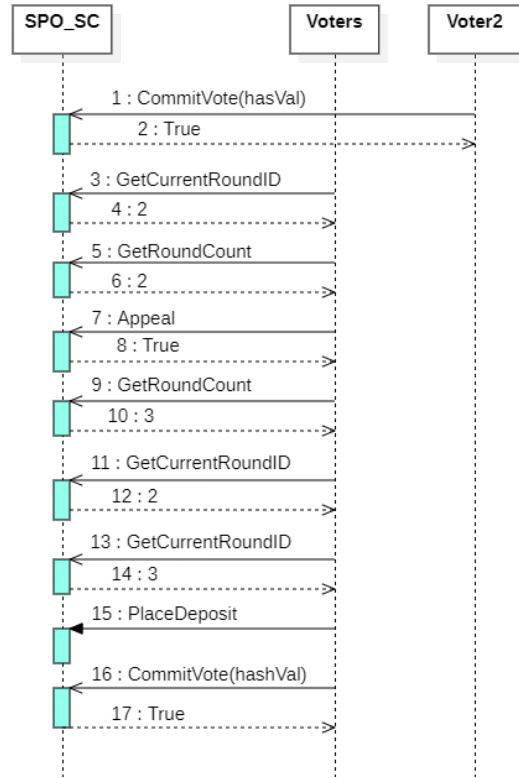 SPO_SC Voters Voter2
1 : CommitVote(hasVal)
2 : True
3 : GetCurrentRoundID
4 : 2
5 : GetRoundCount
6 : 2
7 : Appeal
8 : True
9 : GetRoundCount
10 : 3
11 : GetCurrentRoundID
12 : 2
13 : GetCurrentRoundID
14 : 3
15 : PlaceDeposit
16 : CommitVote(hashVal)
17 : True